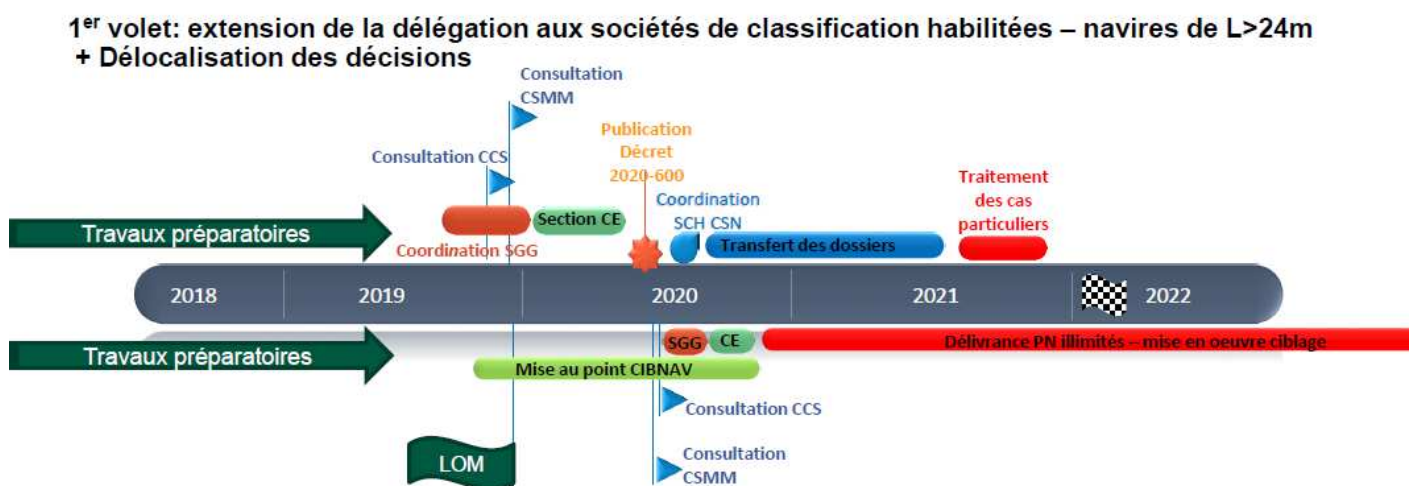 1er volet: extension de la délégation aux sociétés de classification habilitées – navires de L>24m
+ Délocalisation des décisions
Consultation
CSMM
Consultation CCS
Publication
Décret
2020-600
Travaux préparatoires
Coordination SGG
Section CE
Coordination
SCH CSN
Transfert des dossiers
Traitement
des cas
particuliers
2018
2019
2020
2021
2022
Travaux préparatoires
SGG
CE
Délivrance PN illimités – mise en oeuvre ciblage
Mise au point CIBNAV
Consultation CCS
LOM
Consultation
CSMM